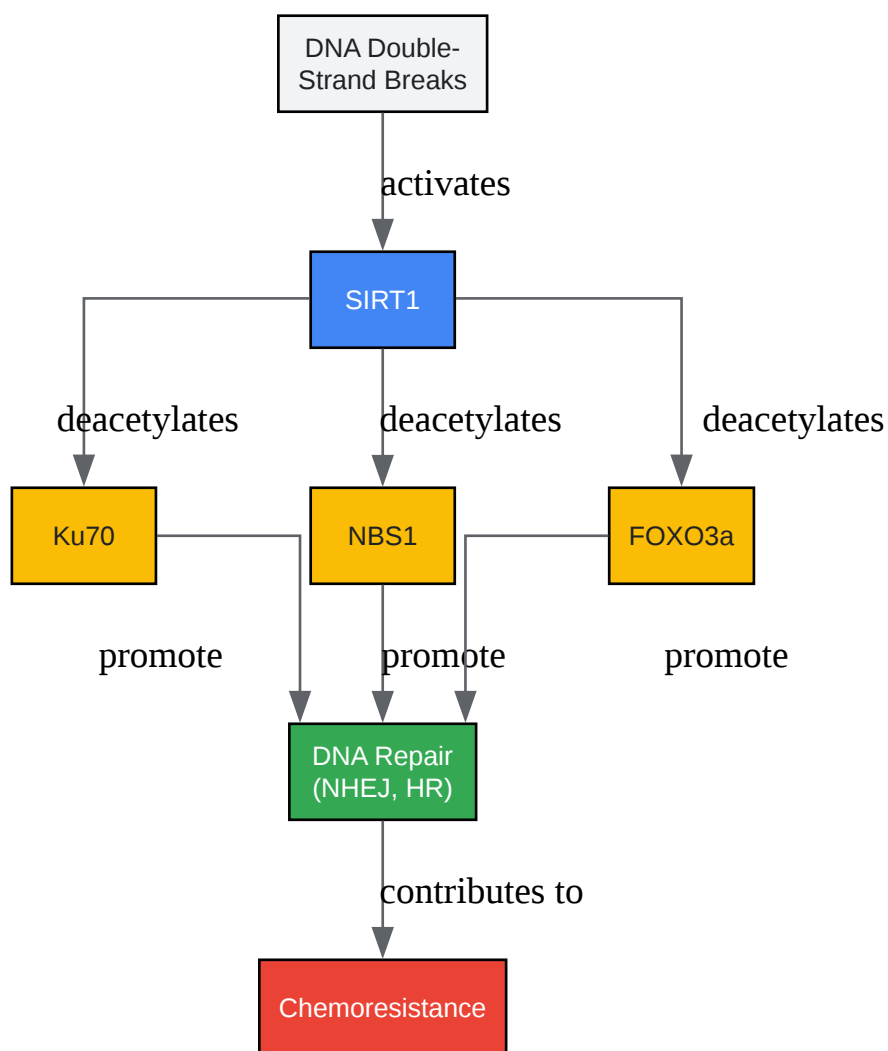 DNA Double-
Strand Breaks
activates
SIRT1
deacetylates
deacetylates
deacetylates
Ku70
NBS1
FOXO3a
promote
promote
promote
DNA Repair
(NHEJ, HR)
contributes to
Chemoresistance